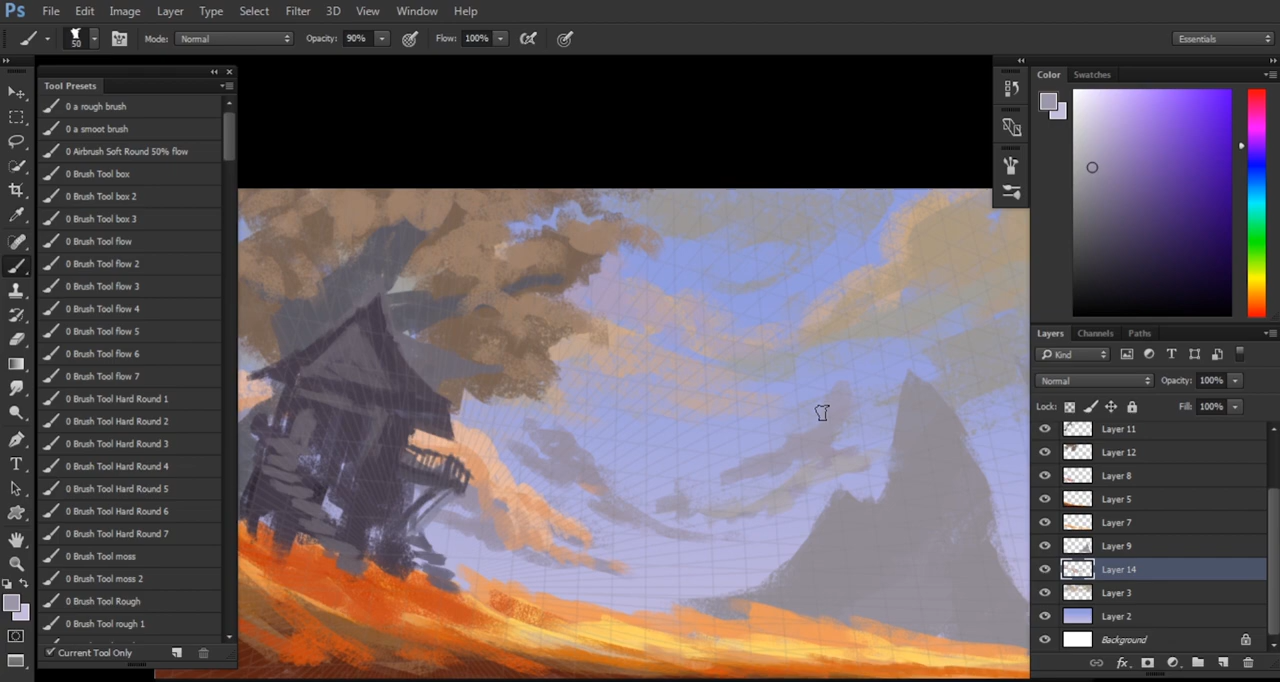 Ps File Edit Image Layer Type Select Filter 3D View Window Help
50 Mode: Normal Opacity: 90% Flow: 100% Essentials
Tool Presets
0 a rough brush
0 a smoot brush
0 Airbrush Soft Round 50% flow
0 Brush Tool box
0 Brush Tool box 2
0 Brush Tool box 3
0 Brush Tool flow
0 Brush Tool flow 2
0 Brush Tool flow 3
0 Brush Tool flow 4
0 Brush Tool flow 5
0 Brush Tool flow 6
0 Brush Tool flow 7
0 Brush Tool Hard Round 1
0 Brush Tool Hard Round 2
0 Brush Tool Hard Round 3
0 Brush Tool Hard Round 4
0 Brush Tool Hard Round 5
0 Brush Tool Hard Round 6
0 Brush Tool Hard Round 7
0 Brush Tool moss
0 Brush Tool moss 2
0 Brush Tool Rough
0 Brush Tool rough 1
Current Tool Only
Color Swatches
Layers Channels Paths
Kind
Normal Opacity: 100%
Lock: Fill: 100%
Layer 11
Layer 12
Layer 8
Layer 5
Layer 7
Layer 9
Layer 14
Layer 3
Layer 2
Background
fx